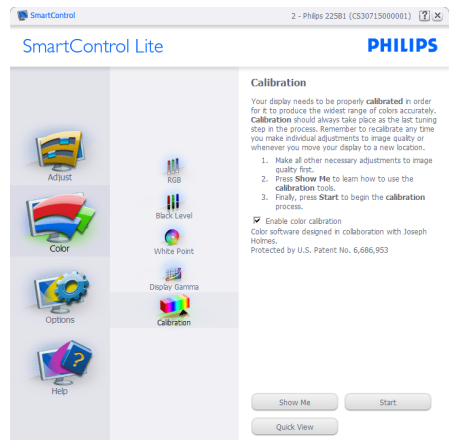 SmartControl
2 - Philips 225B1 (CS30715000001)
SmartControl Lite
PHILIPS
Adjust
Color
Options
Help
RGB
Black Level
White Point
Display Gamma
Calibration
Calibration
Your display needs to be properly calibrated in order
for it to produce the widest range of colors accurately.
Calibration should always take place as the last tuning
step in the process. Remember to recalibrate any time
you make individual adjustments to image quality or
whenever you move your display to a new location.
1. Make all other necessary adjustments to image
quality first.
2. Press Show Me to learn how to use the
calibration tools.
3. Finally, press Start to begin the calibration
process.
Enable color calibration
Color software designed in collaboration with Joseph
Holmes.
Protected by U.S. Patent No. 6,686,953
Show Me
Start
Quick View